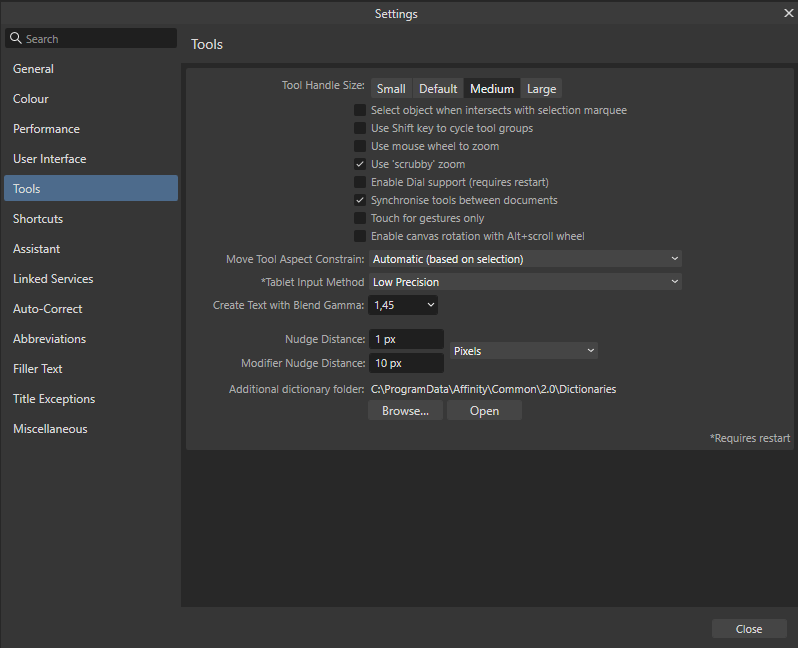 Settings
Search
General
Colour
Performance
User Interface
Tools
Shortcuts
Assistant
Linked Services
Auto-Correct
Abbreviations
Filler Text
Title Exceptions
Miscellaneous
Tools
Tool Handle Size: Small Default Medium Large
Select object when intersects with selection marquee
Use Shift key to cycle tool groups
Use mouse wheel to zoom
Use 'scrubby' zoom
Enable Dial support (requires restart)
Synchronise tools between documents
Touch for gestures only
Enable canvas rotation with Alt+scroll wheel
Move Tool Aspect Constrain: Automatic (based on selection)
*Tablet Input Method Low Precision
Create Text with Blend Gamma: 1,45
Nudge Distance: 1 px
Pixels
Modifier Nudge Distance: 10 px
Additional dictionary folder: C:\ProgramData\Affinity\Common\2.0\Dictionaries
Browse... Open
*Requires restart
Close